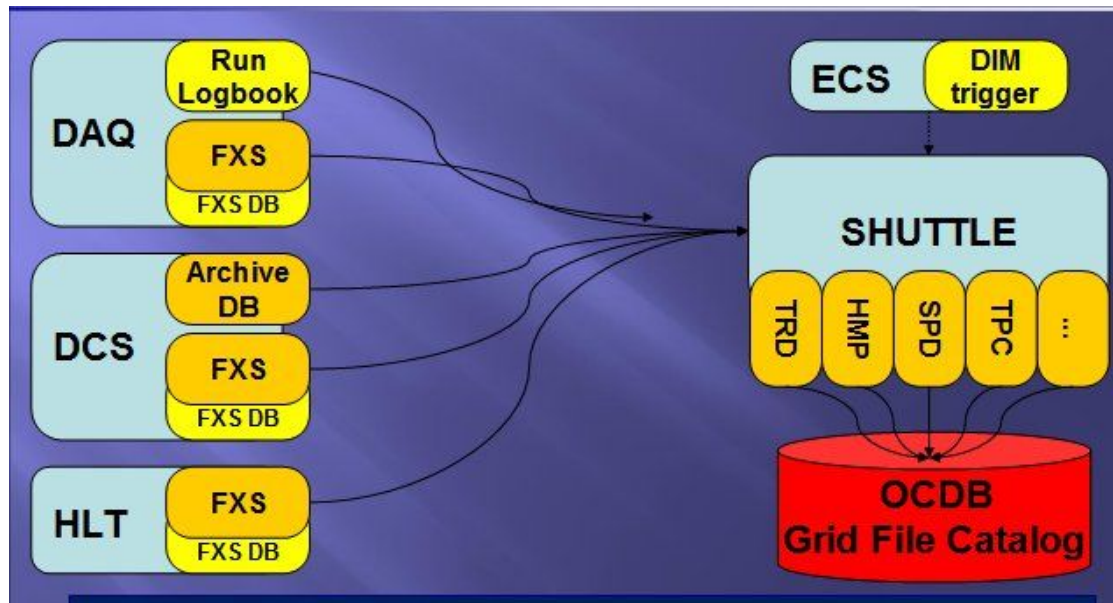 DAQ
Run
Logbook
FXS
FXS DB
DCS
Archive
DB
FXS
FXS DB
HLT
FXS
FXS DB
ECS
DIM
trigger
SHUTTLE
TRD
HMP
SPD
TPC
...
OCDB
Grid File Catalog